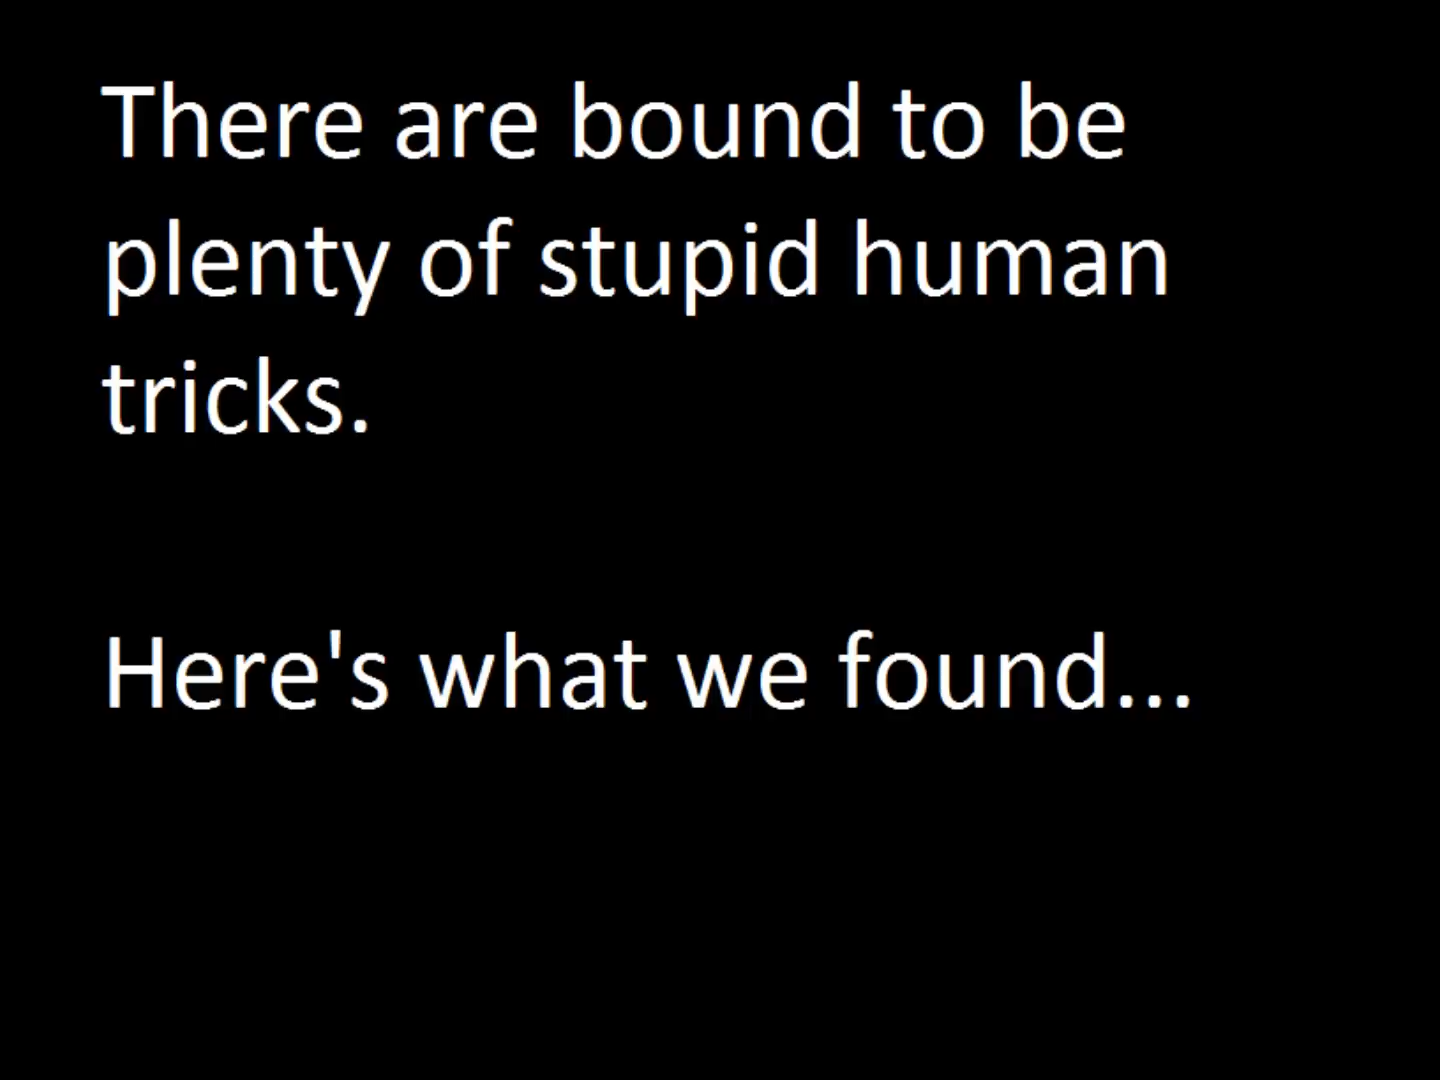 There are bound to be
plenty of stupid human
tricks.
Here's what we found...